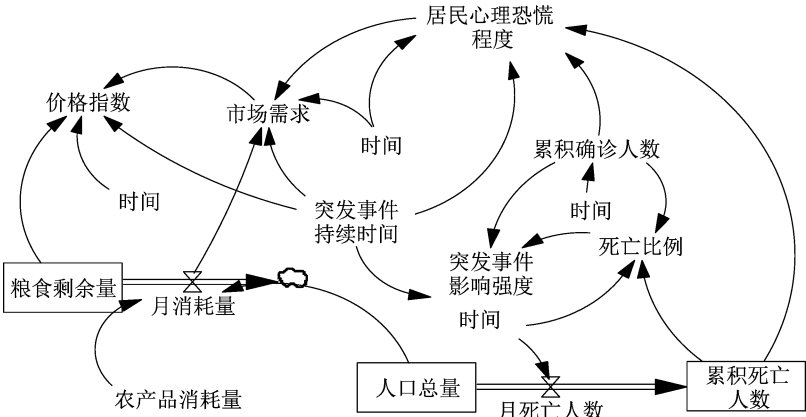 居民心理恐慌
程度
价格指数
市场需求
时间
累积确诊人数
时间
突发事件
持续时间
时间
死亡比例
突发事件
影响强度
粮食剩余量
月消耗量
时间
农产品消耗量
人口总量
月死亡人数
累积死亡
人数